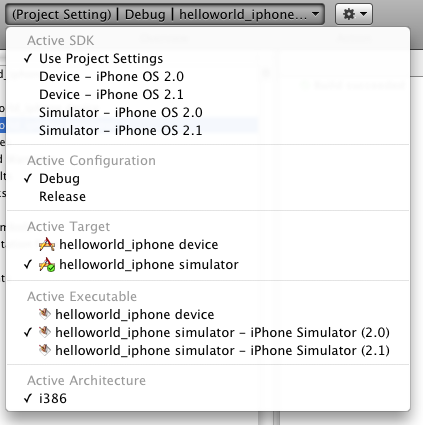 (Project Setting) | Debug | helloworld_iphone...
Active SDK
✓ Use Project Settings
Device – iPhone OS 2.0
Device – iPhone OS 2.1
Simulator – iPhone OS 2.0
Simulator – iPhone OS 2.1
Active Configuration
✓ Debug
Release
Active Target
helloworld_iphone device
✓ helloworld_iphone simulator
Active Executable
helloworld_iphone device
✓ helloworld_iphone simulator – iPhone Simulator (2.0)
helloworld_iphone simulator – iPhone Simulator (2.1)
Active Architecture
✓ i386